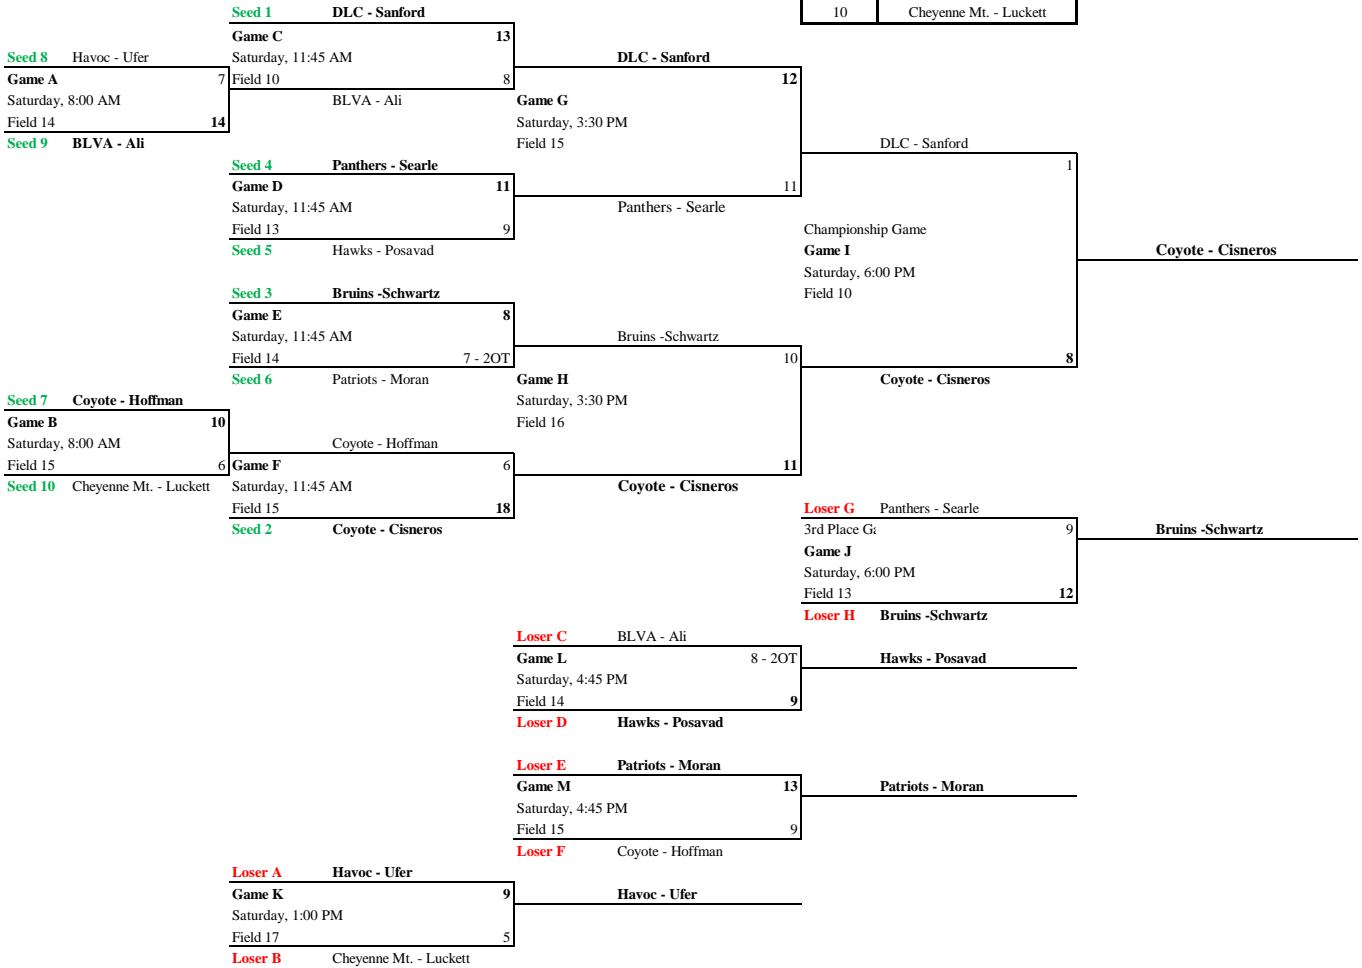 Seed 1 DLC - Sanford 10 Cheyenne Mt. - Luckett
Game C 13
Seed 8 Havoc - Ufer Saturday, 11:45 AM DLC - Sanford
Game A 7 Field 10 8 12
Saturday, 8:00 AM BLVA - Ali Game G
Field 14 14 Saturday, 3:30 PM
Seed 9 BLVA - Ali Field 15 DLC - Sanford
Seed 4 Panthers - Searle 1
Game D 11 11
Saturday, 11:45 AM Panthers - Searle
Field 13 9 Championship Game
Seed 5 Hawks - Posavad Game I Coyote - Cisneros
Saturday, 6:00 PM
Seed 3 Bruins -Schwartz Field 10
Game E 8
Saturday, 11:45 AM Bruins -Schwartz
Field 14 7 - 2OT 10 8
Seed 6 Patriots - Moran Game H Coyote - Cisneros
Seed 7 Coyote - Hoffman Saturday, 3:30 PM
Game B 10 Field 16
Saturday, 8:00 AM Coyote - Hoffman
Field 15 6 Game F 6 11
Seed 10 Cheyenne Mt. - Luckett Saturday, 11:45 AM Coyote - Cisneros
Field 15 18 Loser G Panthers - Searle
Seed 2 Coyote - Cisneros 3rd Place Ga 9 Bruins -Schwartz
Game J
Saturday, 6:00 PM
Field 13 12
Loser H Bruins -Schwartz
Loser C BLVA - Ali
Game L 8 - 2OT Hawks - Posavad
Saturday, 4:45 PM
Field 14 9
Loser D Hawks - Posavad
Loser E Patriots - Moran
Game M 13 Patriots - Moran
Saturday, 4:45 PM
Field 15 9
Loser F Coyote - Hoffman
Loser A Havoc - Ufer
Game K 9 Havoc - Ufer
Saturday, 1:00 PM
Field 17 5
Loser B Cheyenne Mt. - Luckett